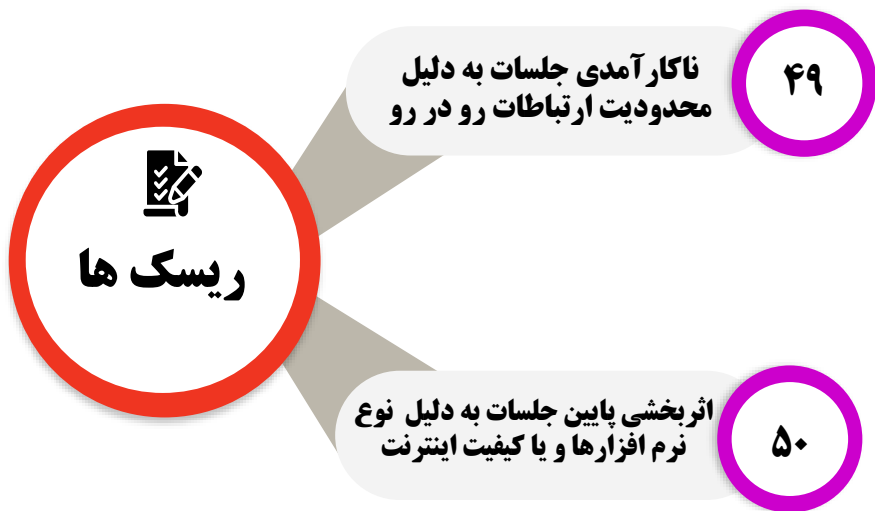 ریسک ها
۴۹
ناکارآمدی جلسات به دلیل
محدودیت ارتباطات رو در رو
۵۰
اثربخشی پایین جلسات به دلیل نوع
نرم افزارها و یا کیفیت اینترنت